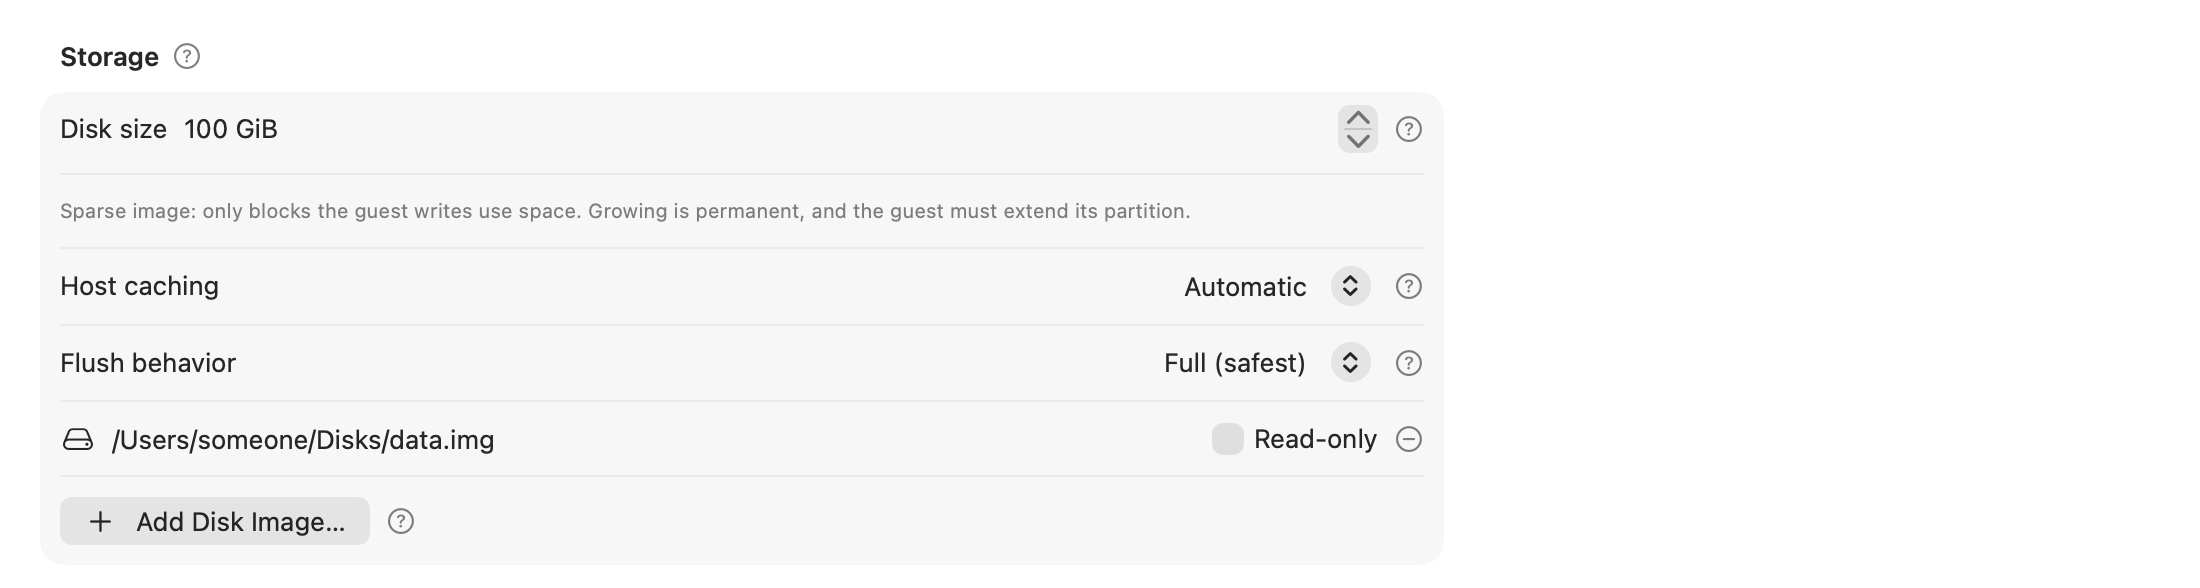 Storage ?
Disk size 100 GiB ?
Sparse image: only blocks the guest writes use space. Growing is permanent, and the guest must extend its partition.
Host caching Automatic ?
Flush behavior Full (safest) ?
/Users/someone/Disks/data.img Read-only
+ Add Disk Image... ?